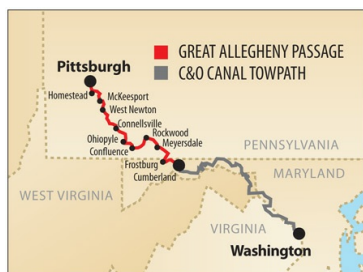 GREAT ALLEGHENY PASSAGE
C&O CANAL TOWPATH
Pittsburgh
Homestead
McKeesport
West Newton
Connellsville
Rockwood
Ohiopyle
Meyersdale
Confluence
PENNSYLVANIA
Frostburg
MARYLAND
Cumberland
WEST VIRGINIA
VIRGINIA
Washington